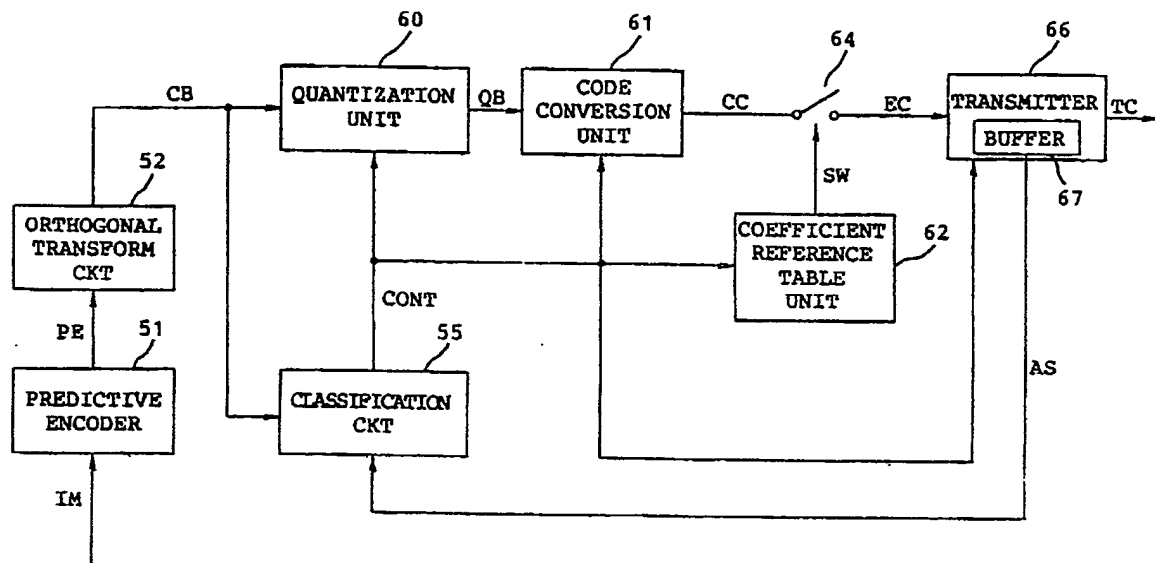 60
61
64
66
CB
QUANTIZATION
UNIT
QB
CODE
CONVERSION
UNIT
CC
EC
TRANSMITTER
BUFFER
TC
67
52
ORTHOGONAL
TRANSFORM
CKT
SW
COEFFICIENT
REFERENCE
TABLE
UNIT
62
CONT
PE
51
55
AS
PREDICTIVE
ENCODER
CLASSIFICATION
CKT
IM